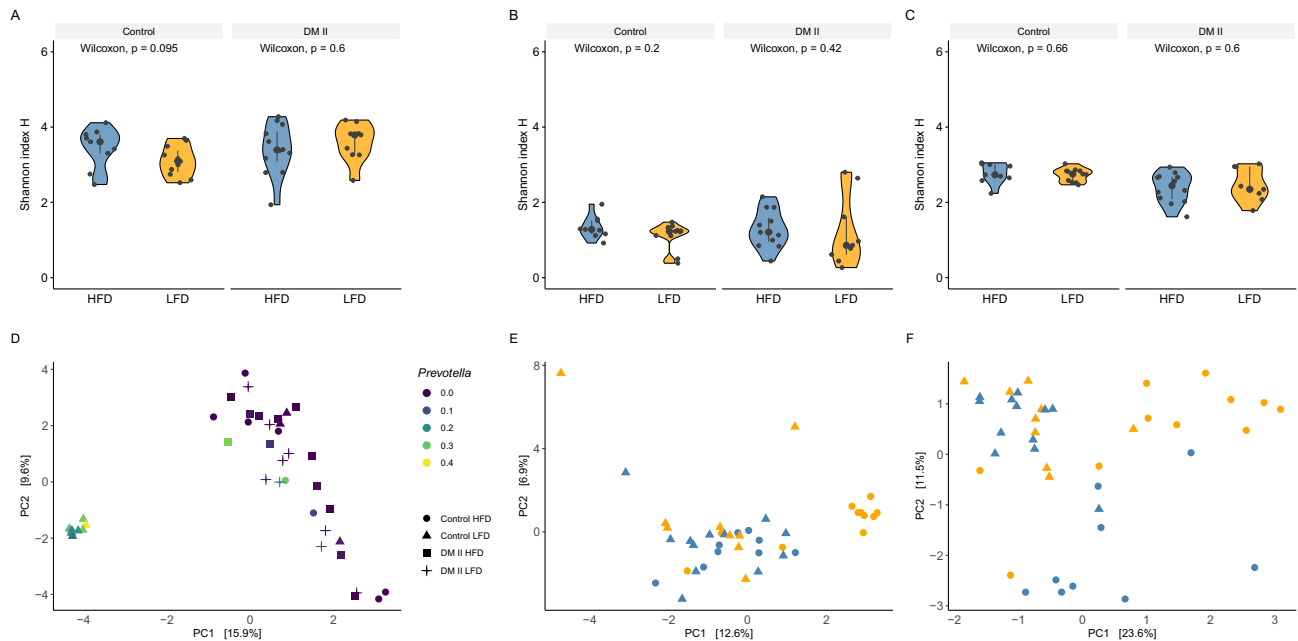 A
Control
DM II
Wilcoxon, p = 0.095
Wilcoxon, p = 0.6
6
4
2
0
Shannon index H
HFD
LFD
HFD
LFD
B
Control
DM II
Wilcoxon, p = 0.2
Wilcoxon, p = 0.42
6
4
2
0
Shannon index H
HFD
LFD
HFD
LFD
C
Control
DM II
Wilcoxon, p = 0.66
Wilcoxon, p = 0.6
6
4
2
0
Shannon index H
HFD
LFD
HFD
LFD
D
4
2
0
−2
−4
PC2 [9.6%]
−4
−2
0
2
4
PC1 [15.9%]
Prevotella
0.0
0.1
0.2
0.3
0.4
Control HFD
Control LFD
DM II HFD
DM II LFD
E
8
4
0
PC2 [6.9%]
−4
−2
0
2
PC1 [12.6%]
F
1
0
−1
−2
−3
PC2 [11.5%]
−2
−1
0
1
2
3
PC1 [23.6%]